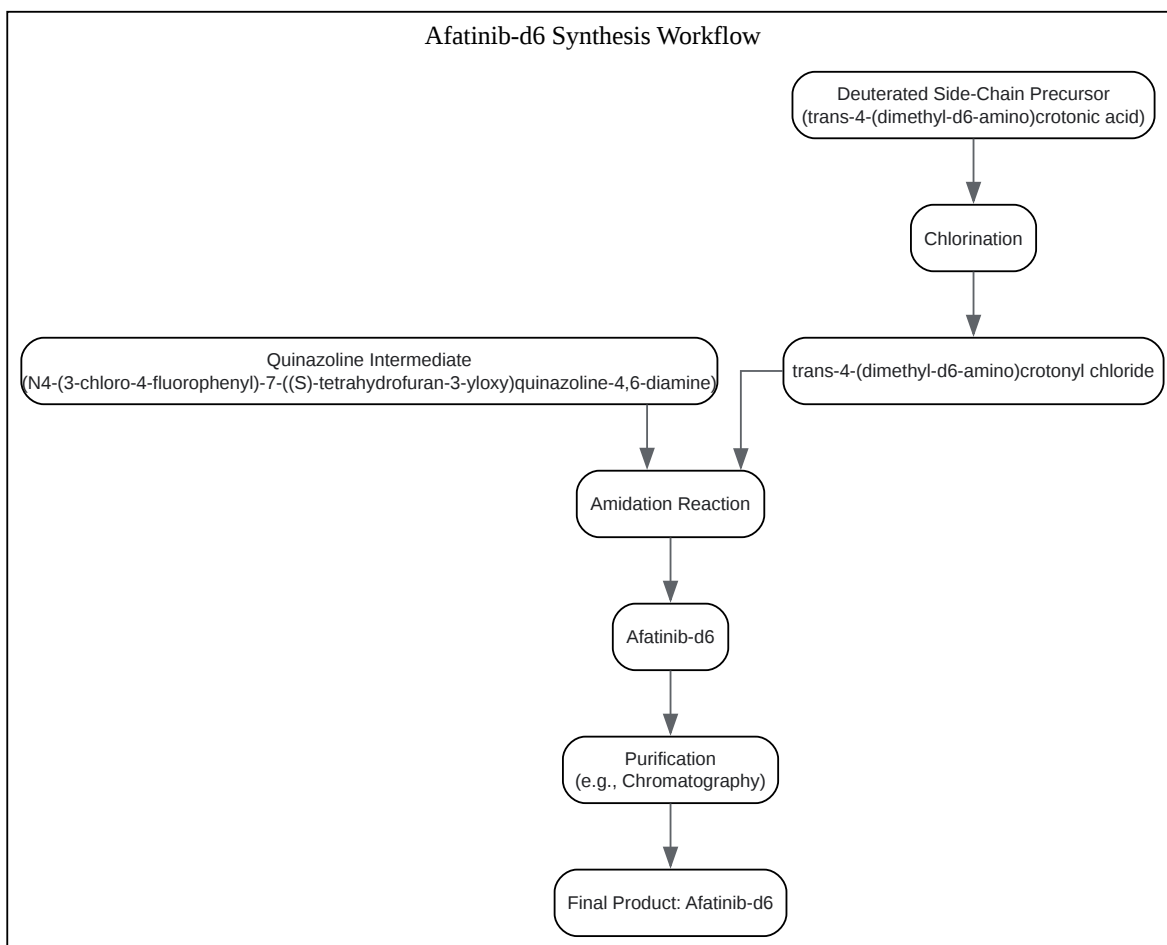 Afatinib-d6 Synthesis Workflow
Deuterated Side-Chain Precursor
(trans-4-(dimethyl-d6-amino)crotonic acid)
Chlorination
Quinazoline Intermediate
(N4-(3-chloro-4-fluorophenyl)-7-((S)-tetrahydrofuran-3-yloxy)quinazoline-4,6-diamine)
trans-4-(dimethyl-d6-amino)crotonyl chloride
Amidation Reaction
Afatinib-d6
Purification
(e.g., Chromatography)
Final Product: Afatinib-d6